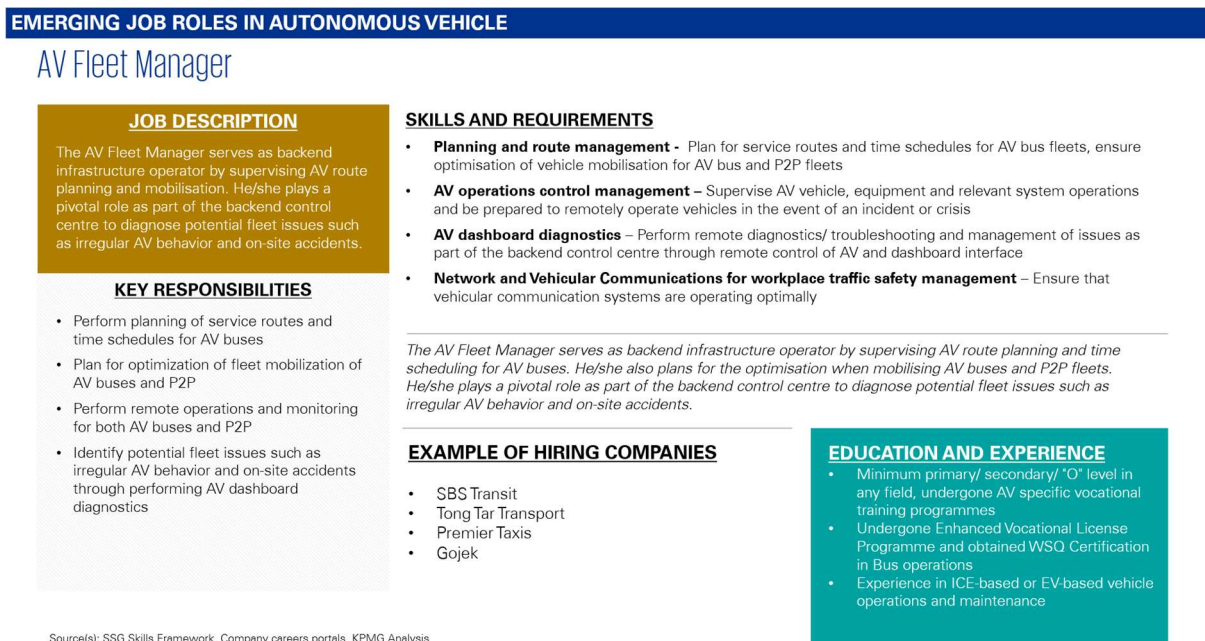 EMERGING JOB ROLES IN AUTONOMOUS VEHICLE
AV Fleet Manager
JOB DESCRIPTION
The AV Fleet Manager serves as backend
infrastructure operator by supervising AV route
planning and mobilisation. He/she plays a
pivotal role as part of the backend control
centre to diagnose potential fleet issues such
as irregular AV behavior and on-site accidents.
KEY RESPONSIBILITIES
• Perform planning of service routes and
time schedules for AV buses
• Plan for optimization of fleet mobilization of
AV buses and P2P
• Perform remote operations and monitoring
for both AV buses and P2P
• Identify potential fleet issues such as
irregular AV behavior and on-site accidents
through performing AV dashboard
diagnostics
SKILLS AND REQUIREMENTS
• Planning and route management - Plan for service routes and time schedules for AV bus fleets, ensure
optimisation of vehicle mobilisation for AV bus and P2P fleets
• AV operations control management – Supervise AV vehicle, equipment and relevant system operations
and be prepared to remotely operate vehicles in the event of an incident or crisis
• AV dashboard diagnostics – Perform remote diagnostics/ troubleshooting and management of issues as
part of the backend control centre through remote control of AV and dashboard interface
• Network and Vehicular Communications for workplace traffic safety management – Ensure that
vehicular communication systems are operating optimally
The AV Fleet Manager serves as backend infrastructure operator by supervising AV route planning and time
scheduling for AV buses. He/she also plans for the optimisation when mobilising AV buses and P2P fleets.
He/she plays a pivotal role as part of the backend control centre to diagnose potential fleet issues such as
irregular AV behavior and on-site accidents.
EXAMPLE OF HIRING COMPANIES
• SBS Transit
• Tong Tar Transport
• Premier Taxis
• Gojek
EDUCATION AND EXPERIENCE
• Minimum primary/ secondary/ "O" level in
any field, undergone AV specific vocational
training programmes
• Undergone Enhanced Vocational License
Programme and obtained WSQ Certification
in Bus operations
• Experience in ICE-based or EV-based vehicle
operations and maintenance
Source(s): SSG Skills Framework, Company careers portals, KPMG Analysis